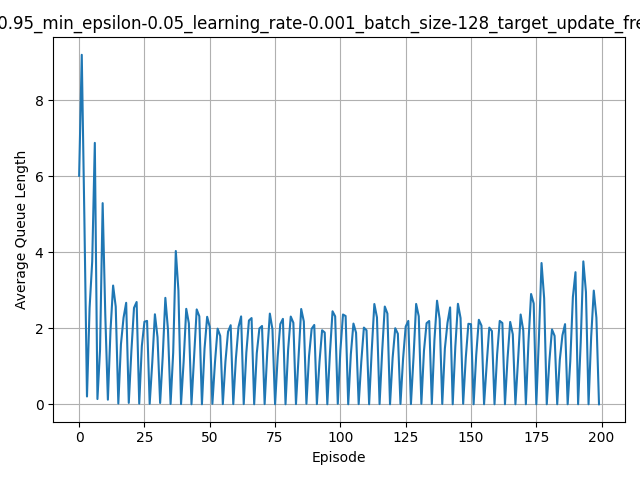 0.95_min_epsilon-0.05_learning_rate-0.001_batch_size-128_target_update_fre
Average Queue Length
8
6
4
2
0
0 25 50 75 100 125 150 175 200
Episode